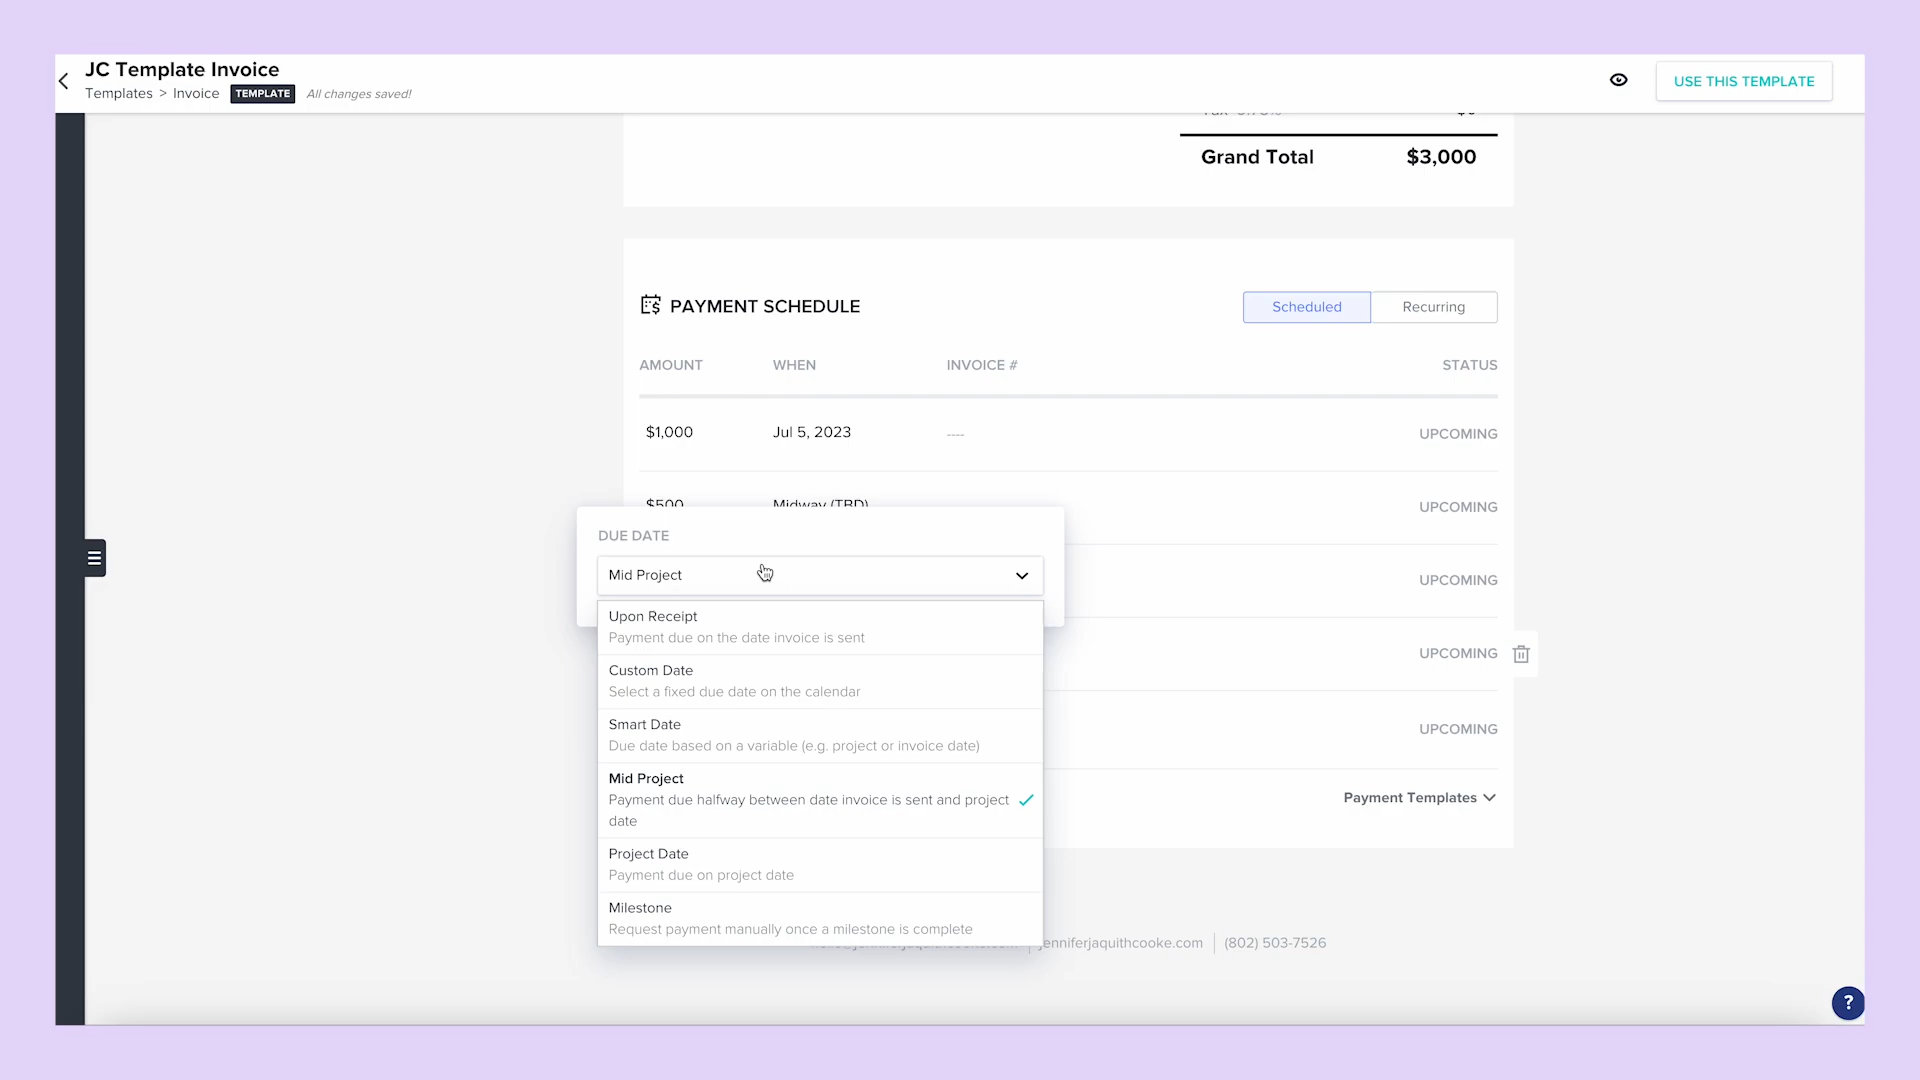 JC Template Invoice
Templates > Invoice TEMPLATE All changes saved!
USE THIS TEMPLATE
Grand Total $3,000
PAYMENT SCHEDULE
Scheduled Recurring
AMOUNT WHEN INVOICE # STATUS
$1,000 Jul 5, 2023 ---- UPCOMING
$500 Midway (TBD) UPCOMING
DUE DATE
Mid Project
UPCOMING
Upon Receipt
Payment due on the date invoice is sent
UPCOMING
Custom Date
Select a fixed due date on the calendar
Smart Date
Due date based on a variable (e.g. project or invoice date)
UPCOMING
Mid Project
Payment due halfway between date invoice is sent and project
date
Payment Templates
Project Date
Payment due on project date
Milestone
Request payment manually once a milestone is complete
jenniferjaquithcooke.com (802) 503-7526
?